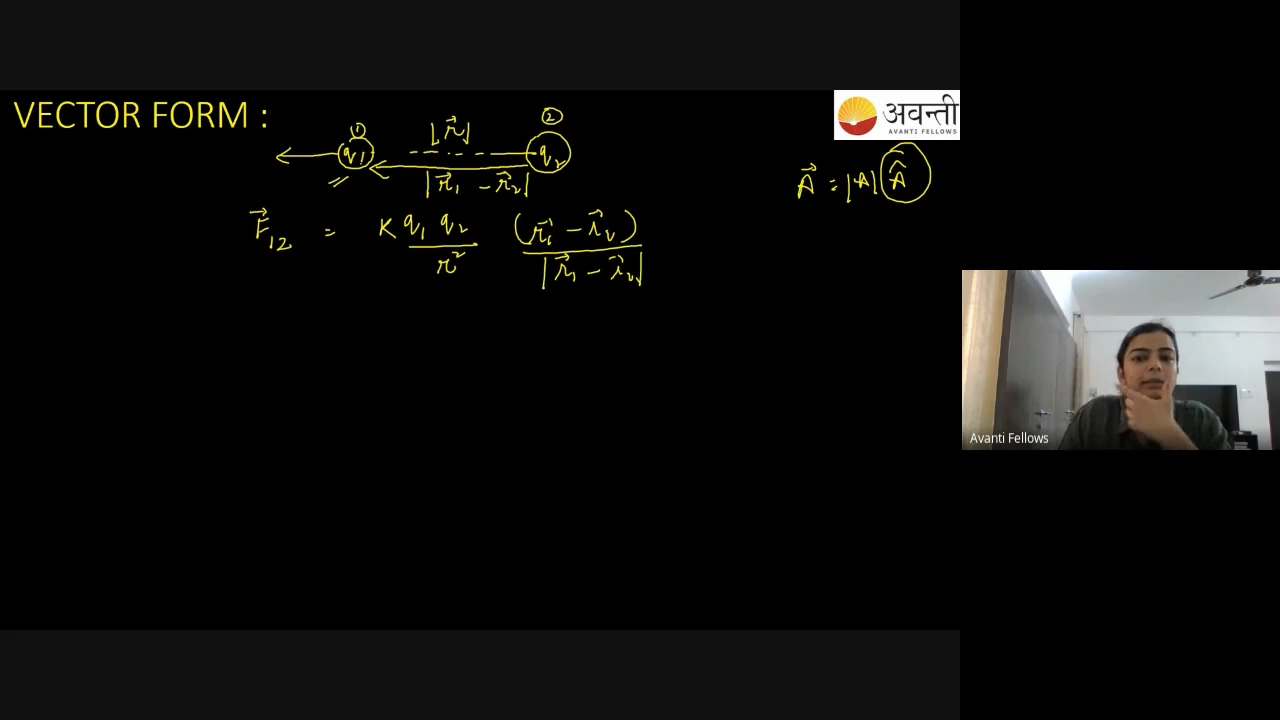 VECTOR FORM :
① |r⃗| ②
q₁ q₂
|r⃗₁ - r⃗₂|
F⃗₁₂ = K q₁ q₂ / r² (r⃗₁ - r⃗₂) / |r⃗₁ - r⃗₂|
अवन्ती
AVANTI FELLOWS
A⃗ = |A| Â
Avanti Fellows